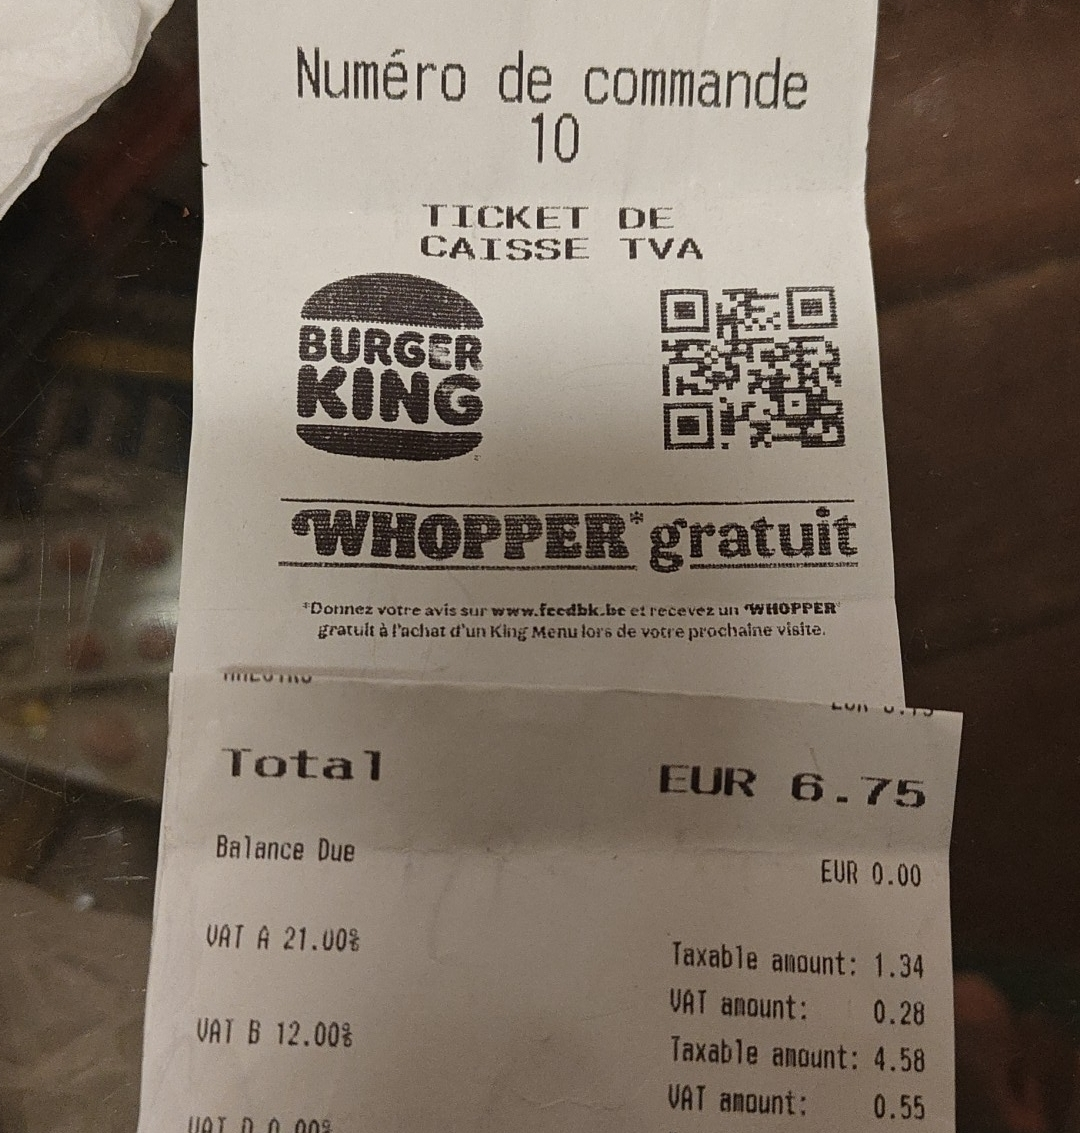 Numéro de commande
10
TICKET DE
CAISSE TVA
BURGER
KING
WHOPPER* gratuit
*Donnez votre avis sur www.feedbk.be et recevez un WHOPPER
gratuit à l'achat d'un King Menu lors de votre prochaine visite.
Total EUR 6.75
Balance Due EUR 0.00
VAT A 21.00% Taxable amount: 1.34
VAT amount: 0.28
VAT B 12.00% Taxable amount: 4.58
VAT amount: 0.55
VAT D 0.00%